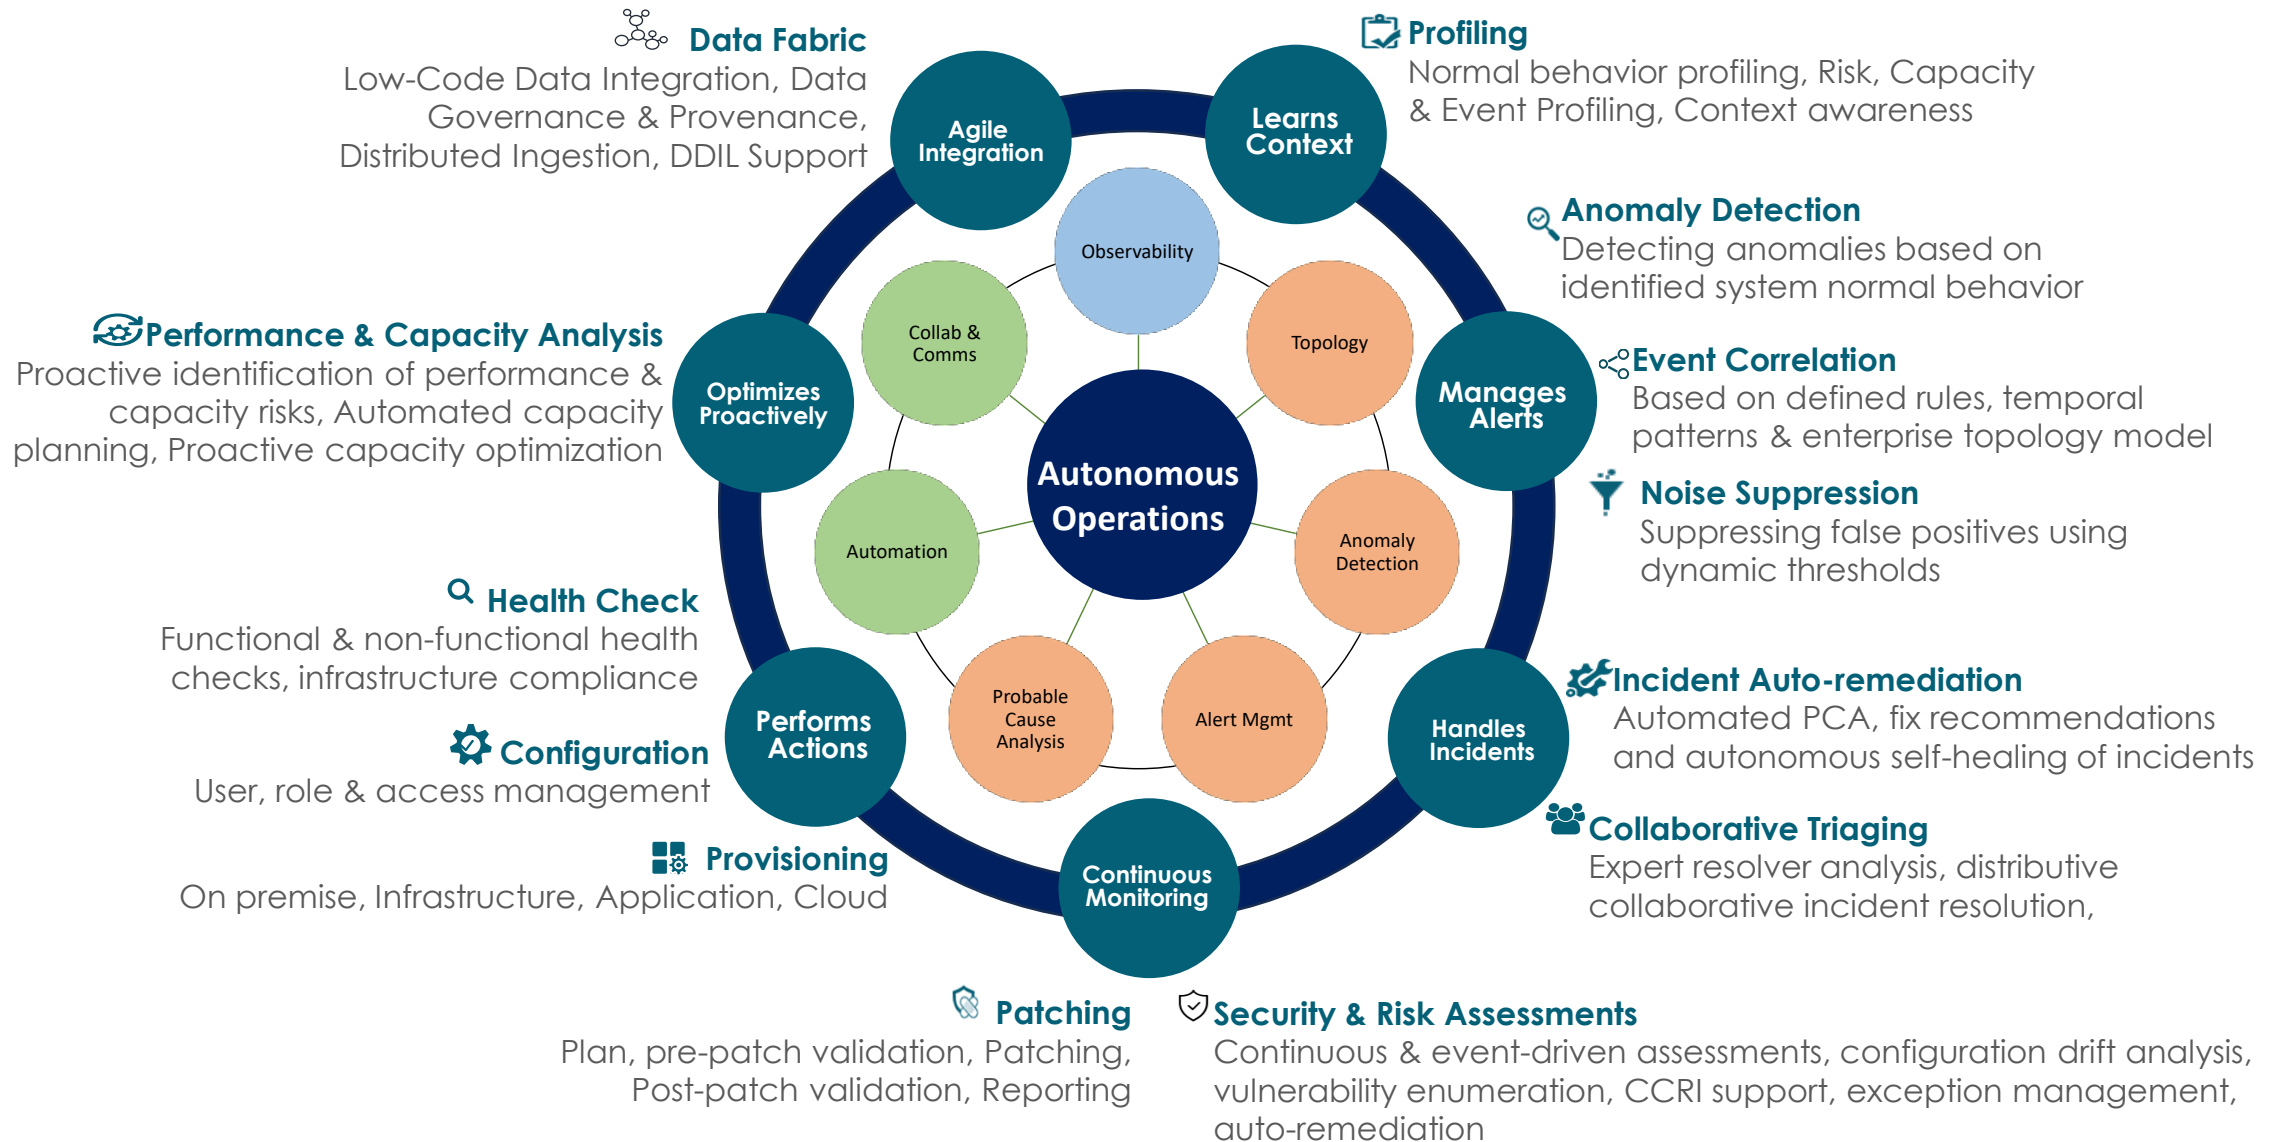 Data Fabric
Low-Code Data Integration, Data
Governance & Provenance,
Distributed Ingestion, DDIL Support
Profiling
Normal behavior profiling, Risk, Capacity
& Event Profiling, Context awareness
Agile
Integration
Learns
Context
Anomaly Detection
Detecting anomalies based on
identified system normal behavior
Observability
Collab &
Comms
Topology
Performance & Capacity Analysis
Proactive identification of performance &
capacity risks, Automated capacity
planning, Proactive capacity optimization
Optimizes
Proactively
Manages
Alerts
Event Correlation
Based on defined rules, temporal
patterns & enterprise topology model
Autonomous
Operations
Noise Suppression
Suppressing false positives using
dynamic thresholds
Automation
Anomaly
Detection
Health Check
Functional & non-functional health
checks, infrastructure compliance
Probable
Cause
Analysis
Alert Mgmt
Performs
Actions
Handles
Incidents
Incident Auto-remediation
Automated PCA, fix recommendations
and autonomous self-healing of incidents
Configuration
User, role & access management
Collaborative Triaging
Expert resolver analysis, distributive
collaborative incident resolution,
Provisioning
On premise, Infrastructure, Application, Cloud
Continuous
Monitoring
Patching
Plan, pre-patch validation, Patching,
Post-patch validation, Reporting
Security & Risk Assessments
Continuous & event-driven assessments, configuration drift analysis,
vulnerability enumeration, CCRI support, exception management,
auto-remediation